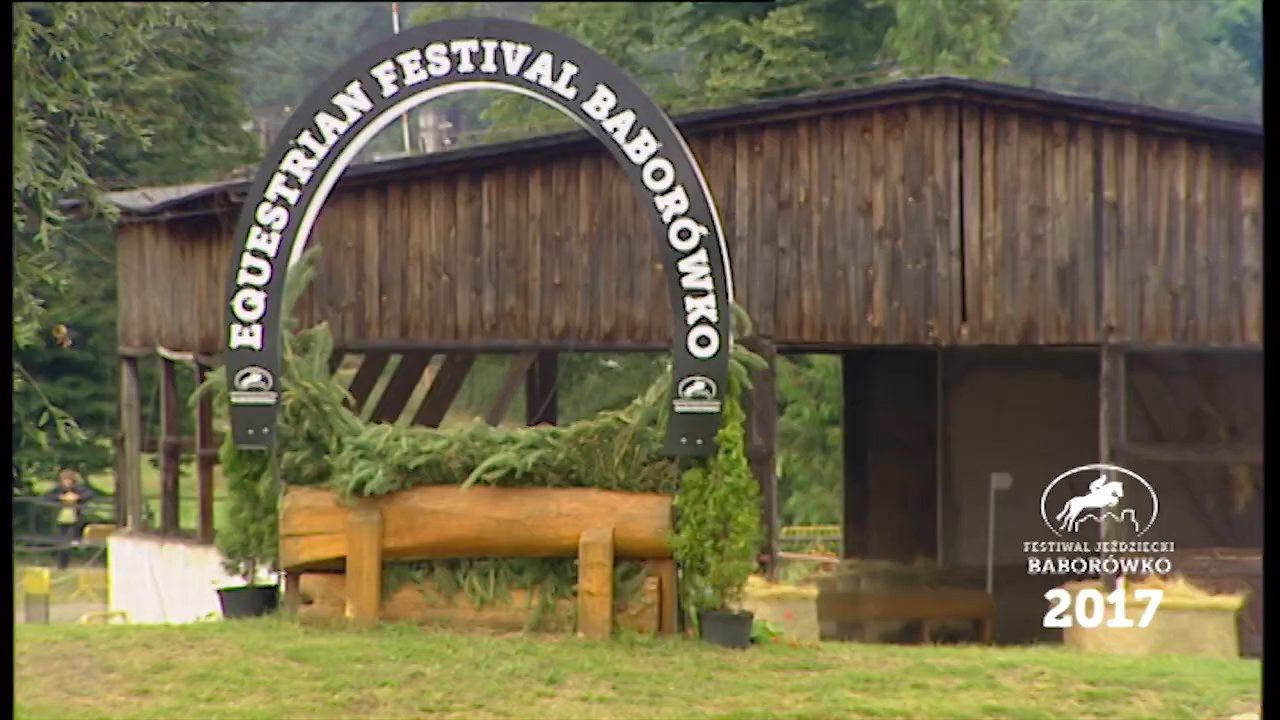 EQUESTRIAN FESTIVAL BABORÓWKO
FESTIWAL JEŹDZIECKI
BABORÓWKO
2017